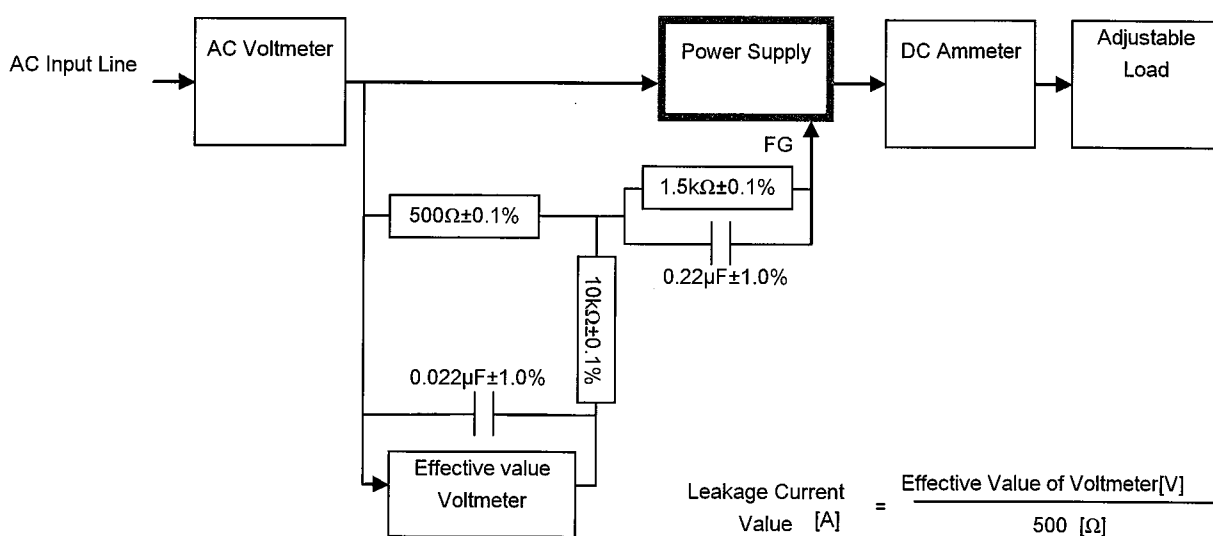 AC Input Line
AC Voltmeter
Power Supply
DC Ammeter
Adjustable
Load
FG
1.5kΩ±0.1%
500Ω±0.1%
0.22µF±1.0%
10kΩ±0.1%
0.022µF±1.0%
Effective value
Voltmeter
Leakage Current
Value [A]
=
Effective Value of Voltmeter[V]
500 [Ω]